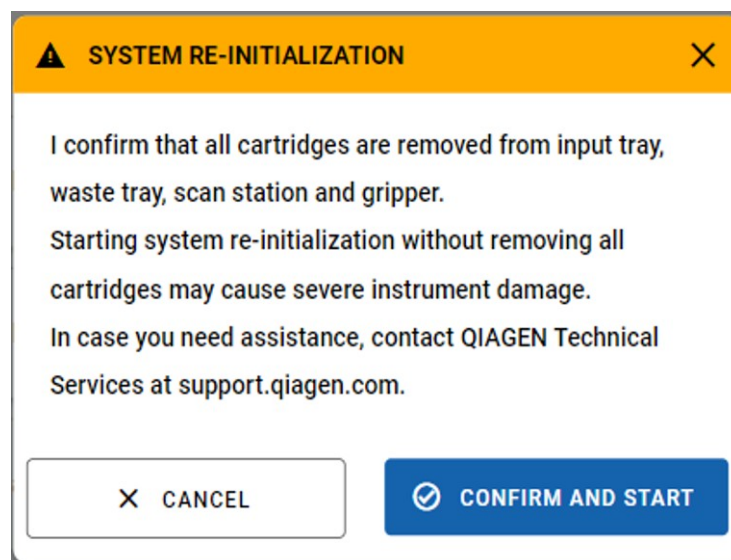 SYSTEM RE-INITIALIZATION
I confirm that all cartridges are removed from input tray,
waste tray, scan station and gripper.
Starting system re-initialization without removing all
cartridges may cause severe instrument damage.
In case you need assistance, contact QIAGEN Technical
Services at support.qiagen.com.
CANCEL
CONFIRM AND START